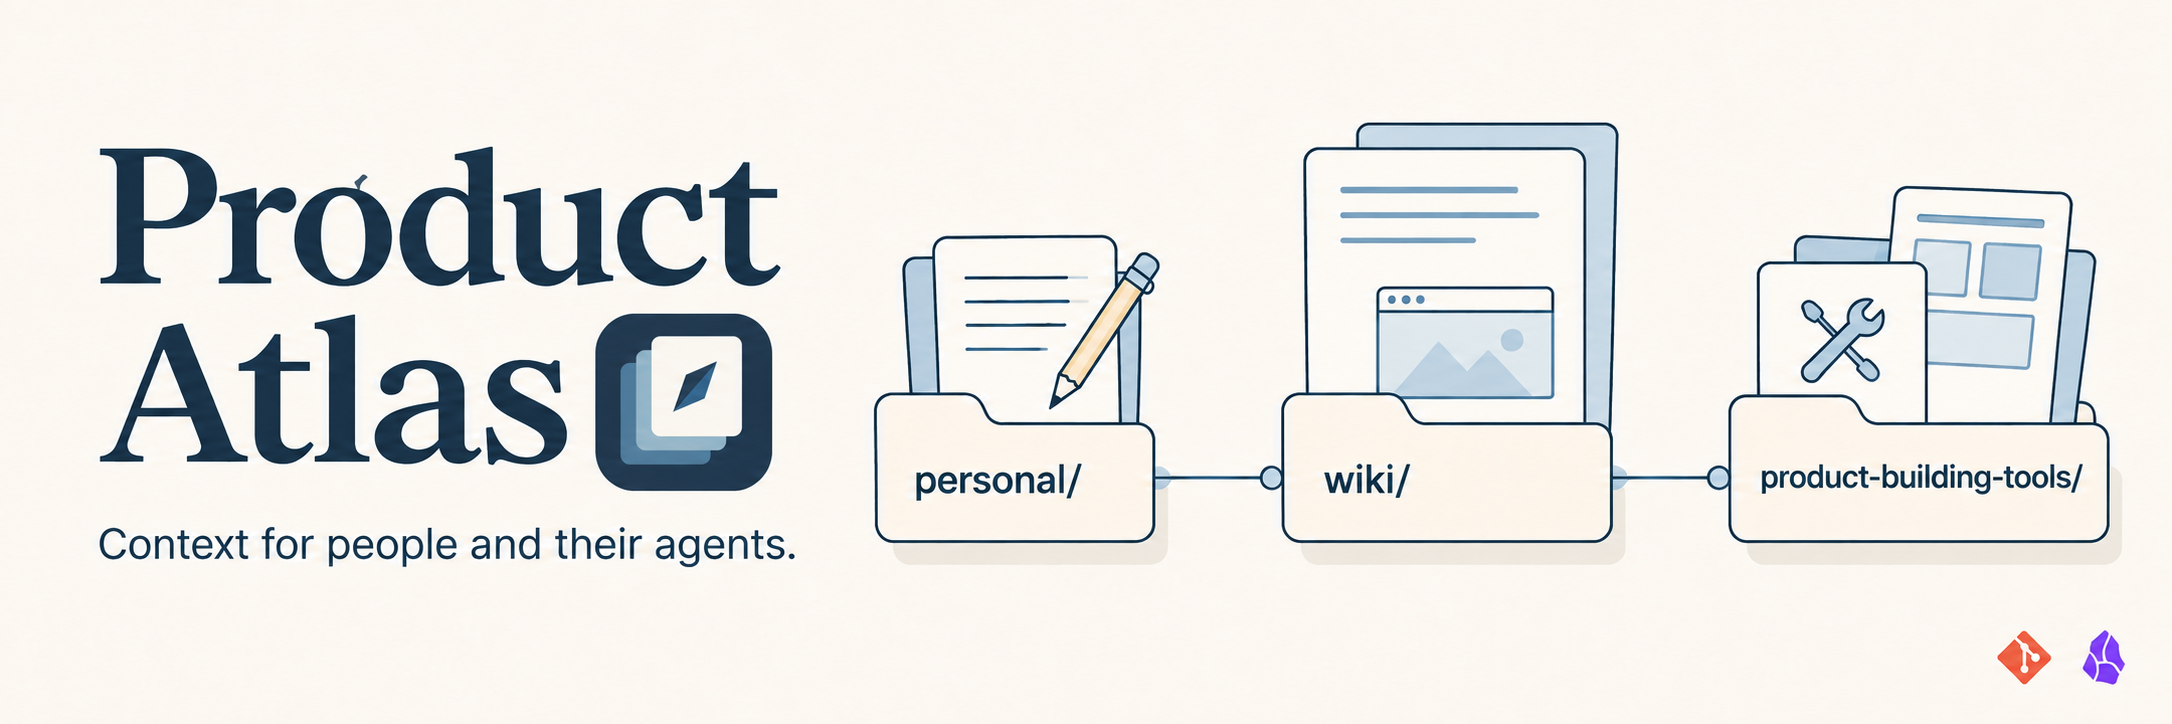 Product
Atlas
Context for people and their agents.
personal/
wiki/
product-building-tools/